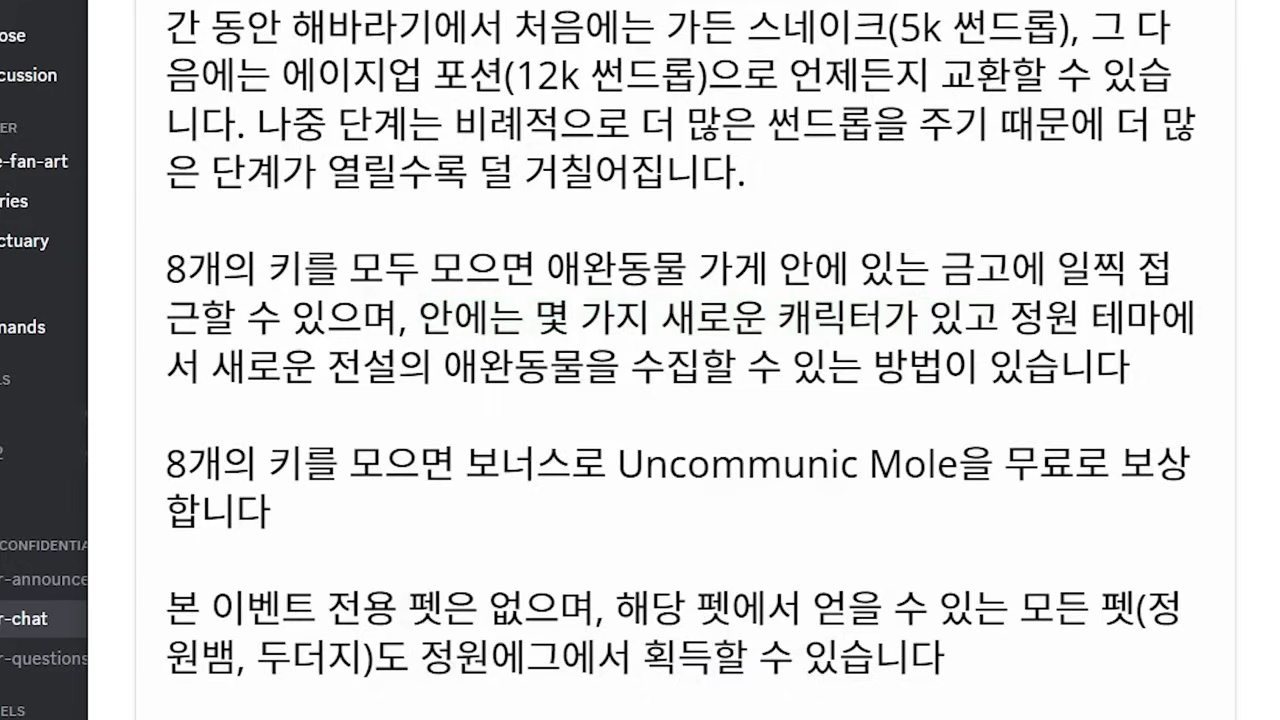 ose
cussion
ER
e-fan-art
ries
ctuary
mands
LS
2
CONFIDENTIA
r-announce
r-chat
r-questions
ELS
간 동안 해바라기에서 처음에는 가든 스네이크(5k 썬드롭), 그 다
음에는 에이지업 포션(12k 썬드롭)으로 언제든지 교환할 수 있습
니다. 나중 단계는 비례적으로 더 많은 썬드롭을 주기 때문에 더 많
은 단계가 열릴수록 덜 거칠어집니다.
8개의 키를 모두 모으면 애완동물 가게 안에 있는 금고에 일찍 접
근할 수 있으며, 안에는 몇 가지 새로운 캐릭터가 있고 정원 테마에
서 새로운 전설의 애완동물을 수집할 수 있는 방법이 있습니다
8개의 키를 모으면 보너스로 Uncommunic Mole을 무료로 보상
합니다
본 이벤트 전용 펫은 없으며, 해당 펫에서 얻을 수 있는 모든 펫(정
원뱀, 두더지)도 정원에그에서 획득할 수 있습니다